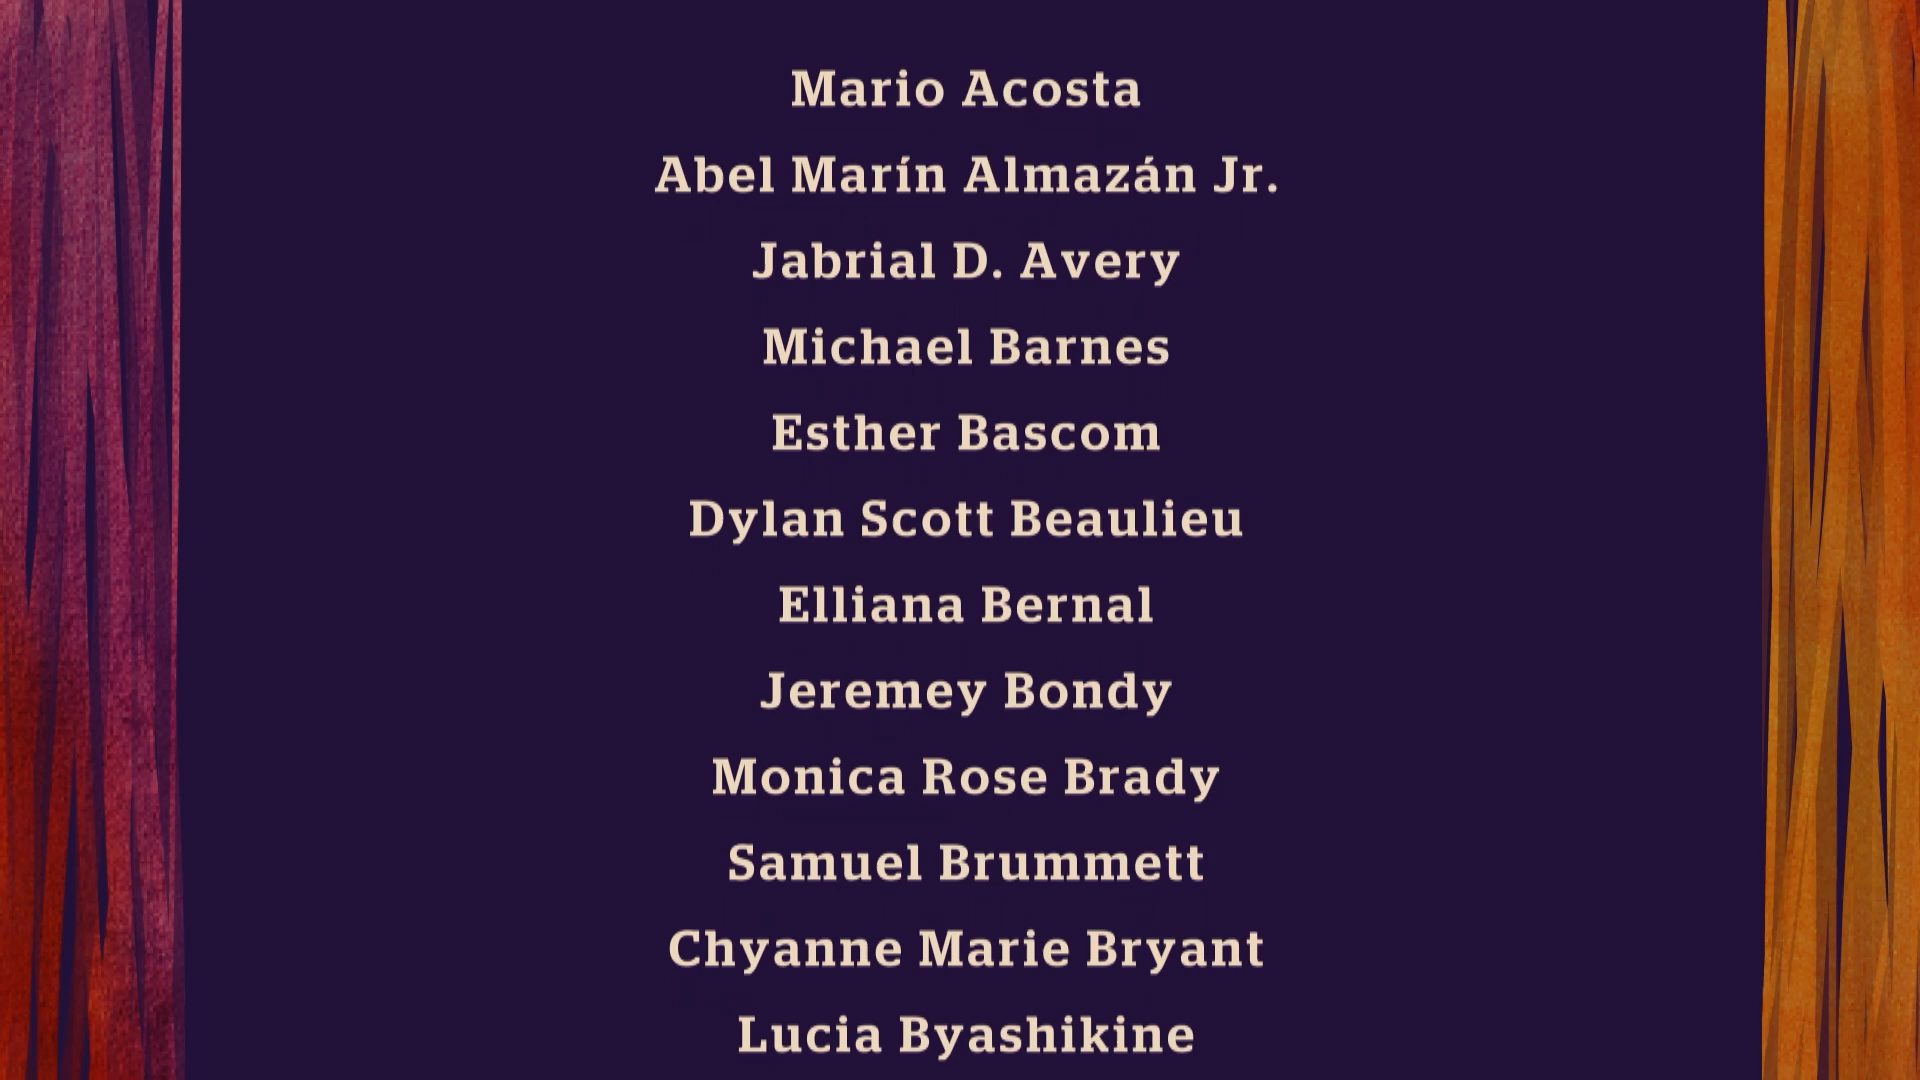 Mario Acosta
Abel Marín Almazán Jr.
Jabrial D. Avery
Michael Barnes
Esther Bascom
Dylan Scott Beaulieu
Elliana Bernal
Jeremey Bondy
Monica Rose Brady
Samuel Brummett
Chyanne Marie Bryant
Lucia Byashikine